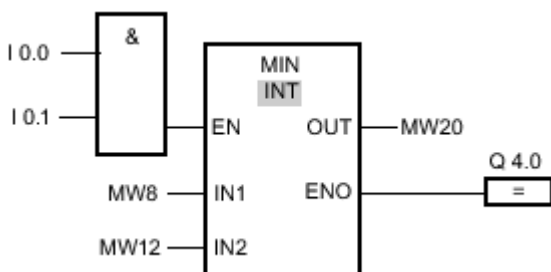 &
I 0.0
MIN
INT
I 0.1
EN
OUT
MW20
Q 4.0
=
MW8
IN1
ENO
MW12
IN2